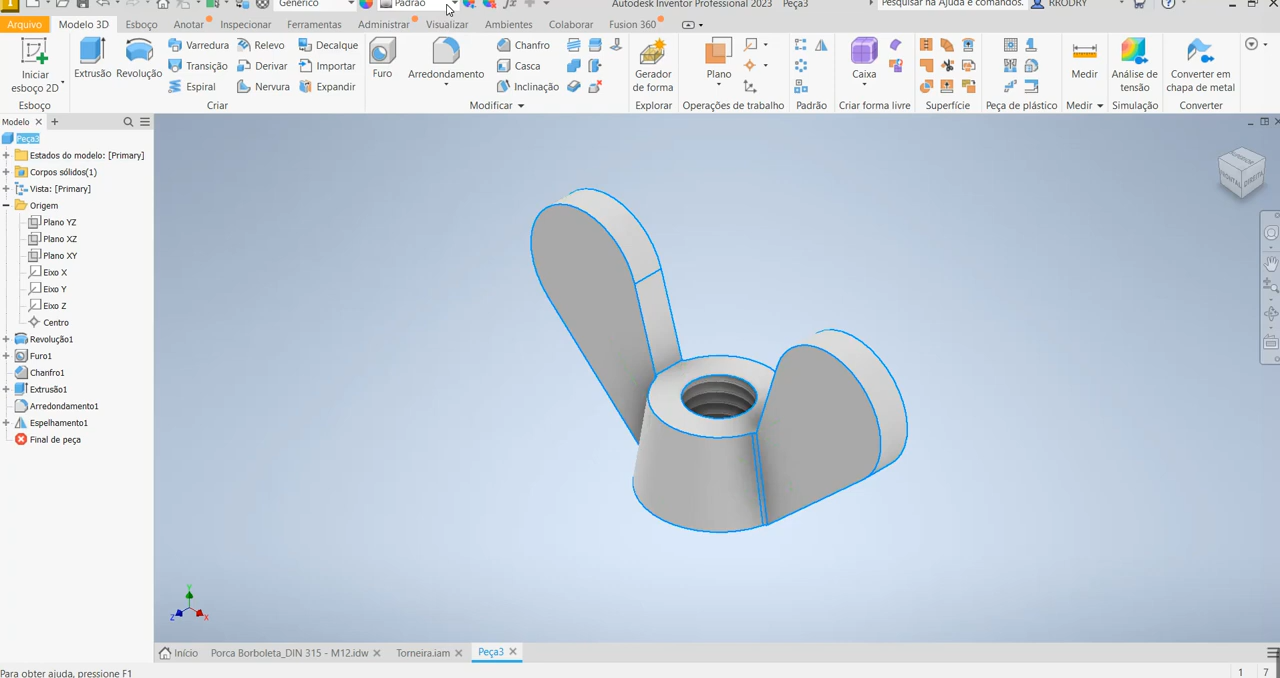 Genérico Padrão Autodesk Inventor Professional 2023 Peça3 Pesquisar na Ajuda e comandos. RRODRY
Arquivo Modelo 3D Esboço Anotar Inspecionar Ferramentas Administrar Visualizar Ambientes Colaborar Fusion 360
Iniciar esboço 2D
Extrusão
Revolução
Varredura Relevo Decalque
Transição Derivar Importar
Espiral Nervura Expandir
Furo
Arredondamento
Chanfro
Casca
Inclinação
Gerador de forma
Plano
Caixa
Medir
Análise de tensão
Converter em chapa de metal
Esboço Criar Modificar Explorar Operações de trabalho Padrão Criar forma livre Superfície Peça de plástico Medir Simulação Converter
Modelo
Peça3
Estados do modelo: [Primary]
Corpos sólidos(1)
Vista: [Primary]
Origem
Plano YZ
Plano XZ
Plano XY
Eixo X
Eixo Y
Eixo Z
Centro
Revolução1
Furo1
Chanfro1
Extrusão1
Arredondamento1
Espelhamento1
Final de peça
SUPERIOR
FRONTAL DIREITA
Y
Z X
Início Porca Borboleta_DIN 315 - M12.idw Torneira.iam Peça3
Para obter ajuda, pressione F1 1 7